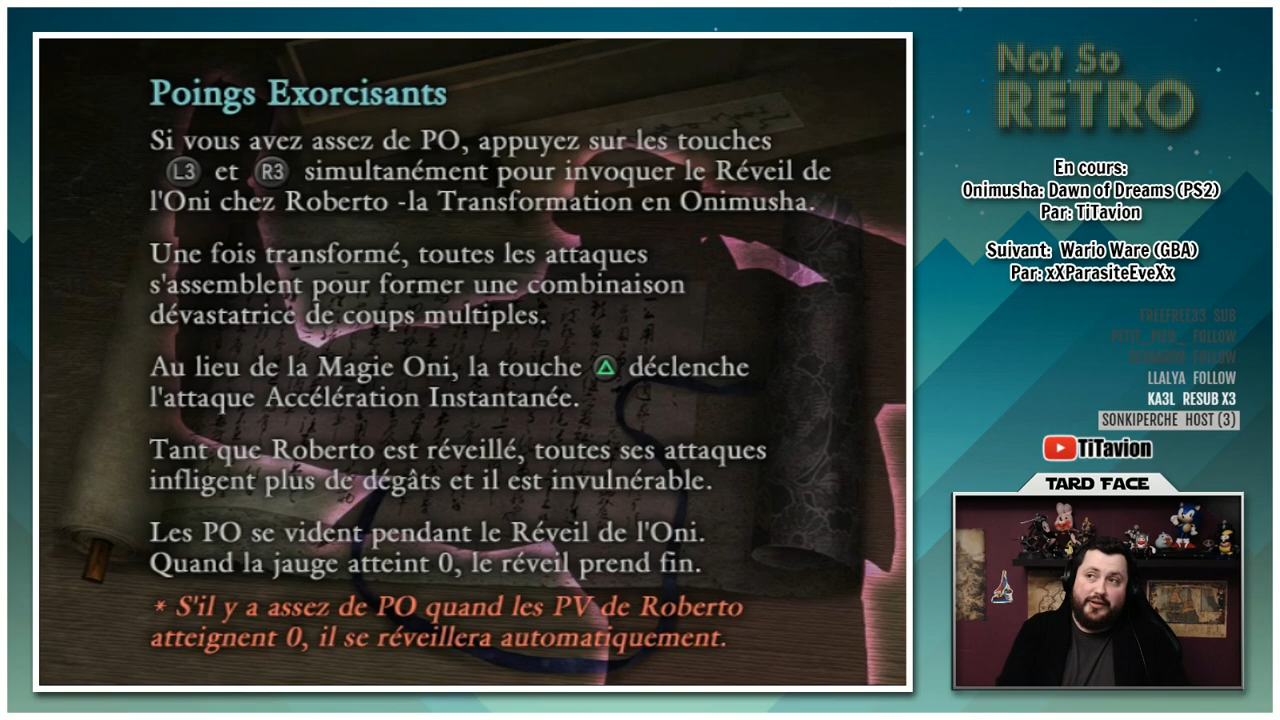 Poings Exorcisants
Si vous avez assez de PO, appuyez sur les touches
L3 et R3 simultanément pour invoquer le Réveil de
l'Oni chez Roberto -la Transformation en Onimusha.
Une fois transformé, toutes les attaques
s'assemblent pour former une combinaison
dévastatrice de coups multiples.
Au lieu de la Magie Oni, la touche △ déclenche
l'attaque Accélération Instantanée.
Tant que Roberto est réveillé, toutes ses attaques
infligent plus de dégâts et il est invulnérable.
Les PO se vident pendant le Réveil de l'Oni.
Quand la jauge atteint 0, le réveil prend fin.
* S'il y a assez de PO quand les PV de Roberto
atteignent 0, il se réveillera automatiquement.
Not So
RETRO
En cours:
Onimusha: Dawn of Dreams (PS2)
Par: TiTavion
Suivant: Wario Ware (GBA)
Par: xXParasiteEveXx
FREEFREE33 SUB
FOLLOW
FOLLOW
LLALYA FOLLOW
KA3L RESUB X3
SONKIPERCHE HOST (3)
TiTavion
TARD FACE